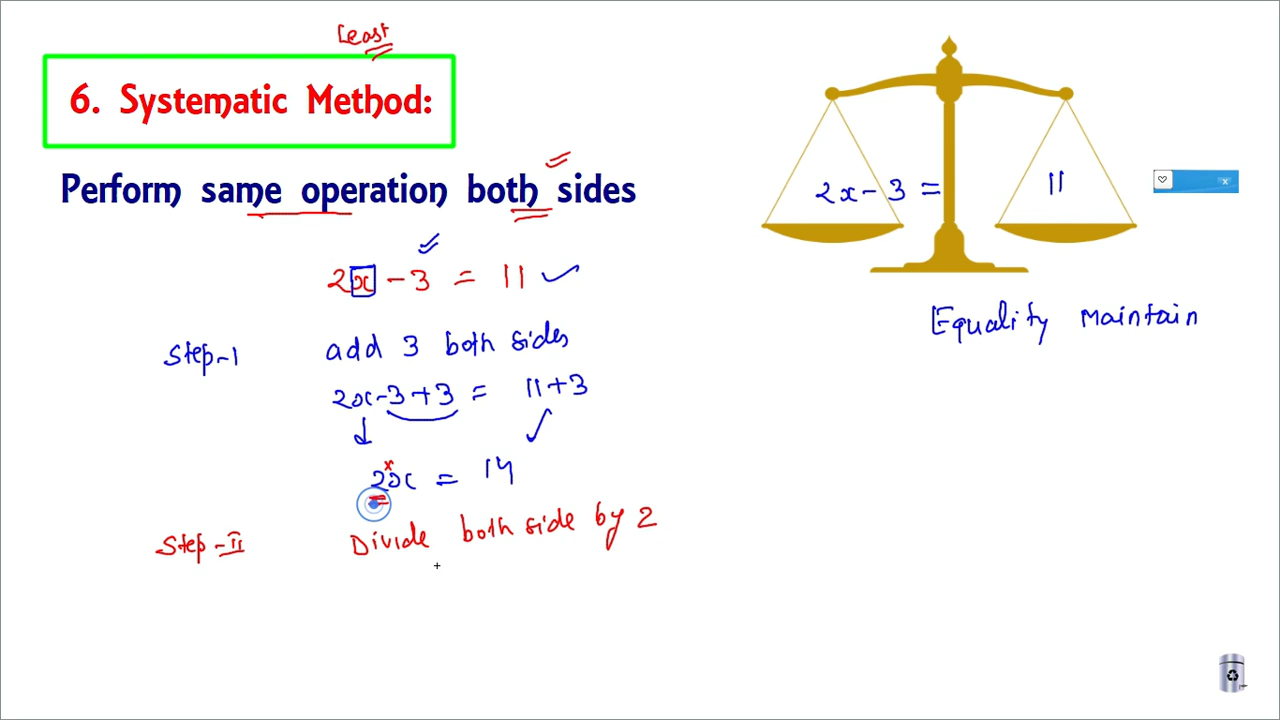 Least
6. Systematic Method:
Perform same operation both sides
2x - 3 = 11
Step-1 add 3 both sides
2x-3+3 = 11+3
2x = 14
x
Step-II Divide both side by 2
2x-3 = 11
Equality Maintain